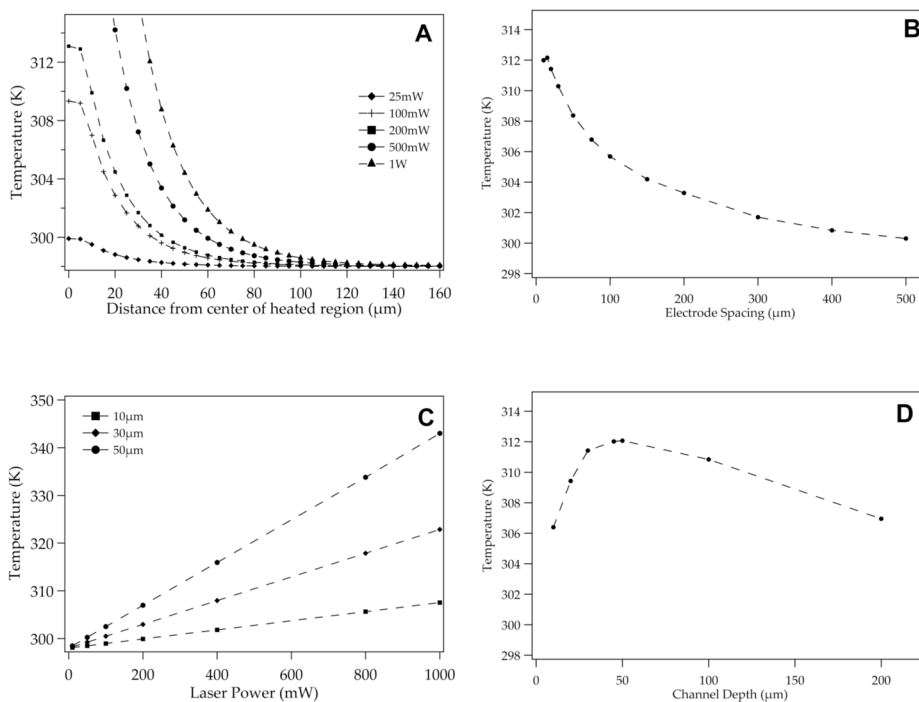 A
312
308
304
300
Temperature (K)
25mW
100mW
200mW
500mW
1W
0 20 40 60 80 100 120 140 160
Distance from center of heated region (μm)
B
314
312
310
308
306
304
302
300
298
Temperature (K)
0 100 200 300 400 500
Electrode Spacing (μm)
C
350
340
330
320
310
300
Temperature (K)
10μm
30μm
50μm
0 200 400 600 800 1000
Laser Power (mW)
D
314
312
310
308
306
304
302
300
298
Temperature (K)
0 50 100 150 200
Channel Depth (μm)